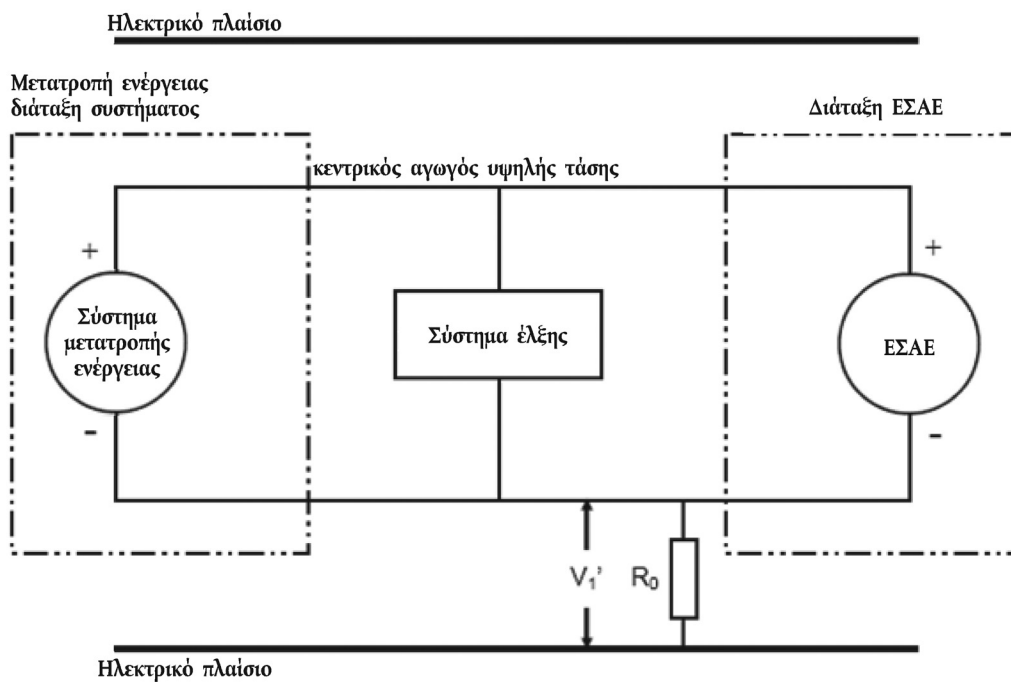 Ηλεκτρικό πλαίσιο
Μετατροπή ενέργειας
διάταξη συστήματος
Διάταξη ΕΣΑΕ
κεντρικός αγωγός υψηλής τάσης
+
+
Σύστημα
μετατροπής
ενέργειας
Σύστημα έλξης
ΕΣΑΕ
-
-
V₁’
R₀
Ηλεκτρικό πλαίσιο